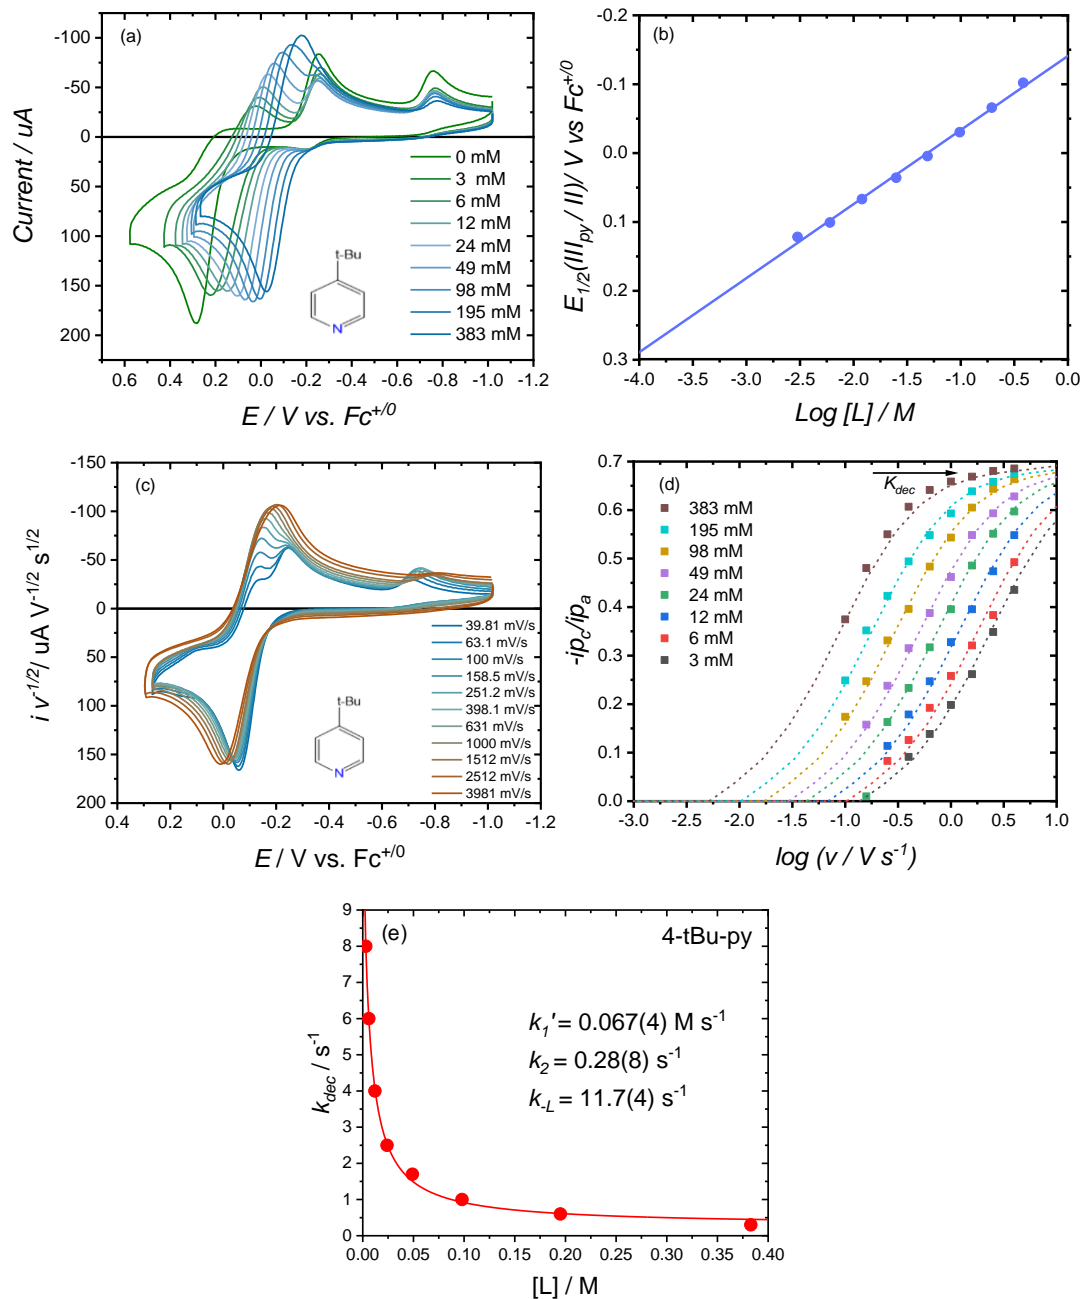 (a)
Current / uA
-100
-50
0
50
100
150
200
0.6 0.4 0.2 0.0 -0.2 -0.4 -0.6 -0.8 -1.0 -1.2
E / V vs. Fc+/0
0 mM
3 mM
6 mM
12 mM
24 mM
49 mM
98 mM
195 mM
383 mM
t-Bu
N
(b)
E1/2(IIIpy / II)/ V vs Fc+/0
-0.2
-0.1
0.0
0.1
0.2
0.3
-4.0 -3.5 -3.0 -2.5 -2.0 -1.5 -1.0 -0.5 0.0
Log [L] / M
(c)
i v-1/2/ uA V-1/2 s1/2
-150
-100
-50
0
50
100
150
200
0.4 0.2 0.0 -0.2 -0.4 -0.6 -0.8 -1.0 -1.2
E / V vs. Fc+/0
39.81 mV/s
63.1 mV/s
100 mV/s
158.5 mV/s
251.2 mV/s
398.1 mV/s
631 mV/s
1000 mV/s
1512 mV/s
2512 mV/s
3981 mV/s
t-Bu
N
(d)
Kdec
-ipc/ipa
0.7
0.6
0.5
0.4
0.3
0.2
0.1
0.0
-3.0 -2.5 -2.0 -1.5 -1.0 -0.5 0.0 0.5 1.0
log (v / V s-1)
383 mM
195 mM
98 mM
49 mM
24 mM
12 mM
6 mM
3 mM
(e)
4-tBu-py
k1' = 0.067(4) M s-1
k2 = 0.28(8) s-1
k-L = 11.7(4) s-1
kdec / s-1
9
8
7
6
5
4
3
2
1
0
0.00 0.05 0.10 0.15 0.20 0.25 0.30 0.35 0.40
[L] / M